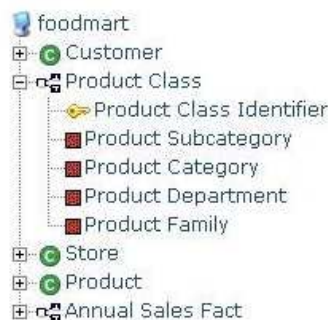 foodmart
Customer
Product Class
Product Class Identifier
Product Subcategory
Product Category
Product Department
Product Family
Store
Product
Annual Sales Fact